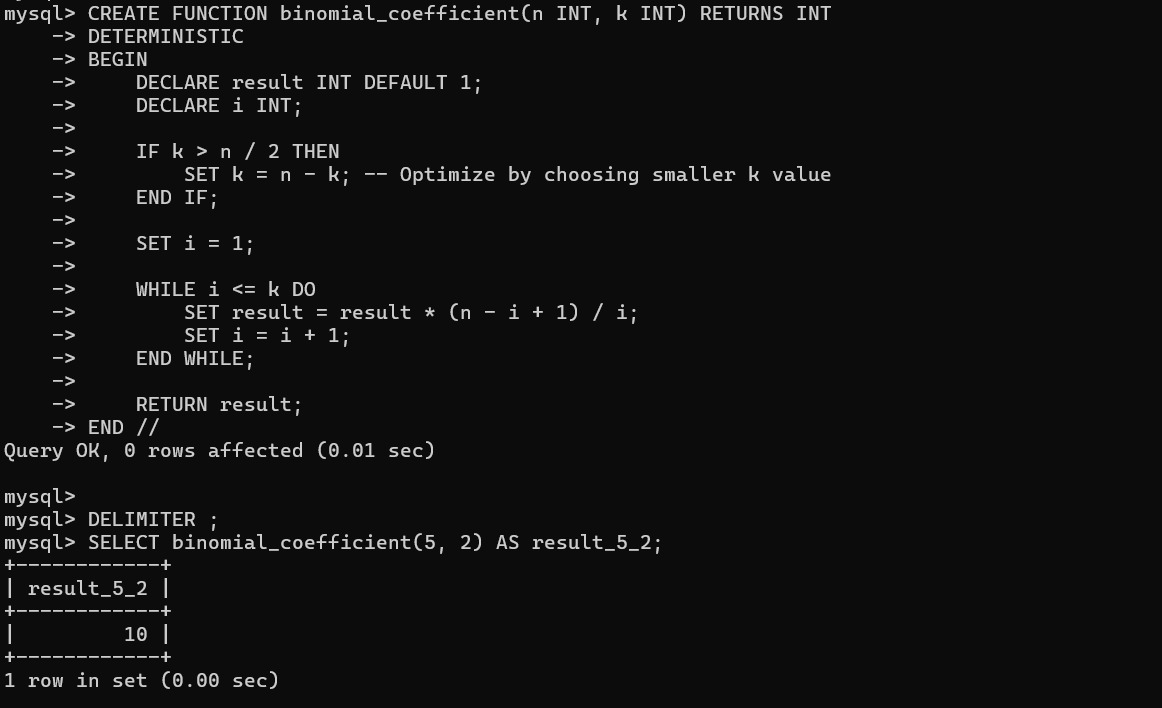 mysql> CREATE FUNCTION binomial_coefficient(n INT, k INT) RETURNS INT
    -> DETERMINISTIC
    -> BEGIN
    ->     DECLARE result INT DEFAULT 1;
    ->     DECLARE i INT;
    ->
    ->     IF k > n / 2 THEN
    ->         SET k = n - k; -- Optimize by choosing smaller k value
    ->     END IF;
    ->
    ->     SET i = 1;
    ->
    ->     WHILE i <= k DO
    ->         SET result = result * (n - i + 1) / i;
    ->         SET i = i + 1;
    ->     END WHILE;
    ->
    ->     RETURN result;
    -> END //
Query OK, 0 rows affected (0.01 sec)

mysql>
mysql> DELIMITER ;
mysql> SELECT binomial_coefficient(5, 2) AS result_5_2;
+------------+
| result_5_2 |
+------------+
|         10 |
+------------+
1 row in set (0.00 sec)